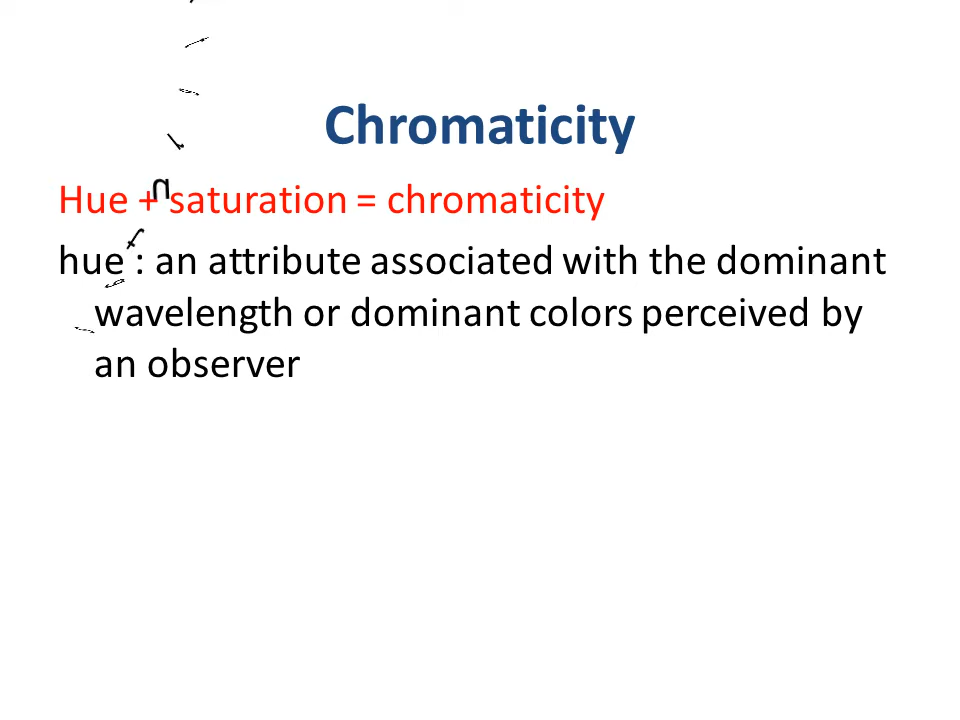 Chromaticity
Hue + saturation = chromaticity
hue : an attribute associated with the dominant
wavelength or dominant colors perceived by
an observer